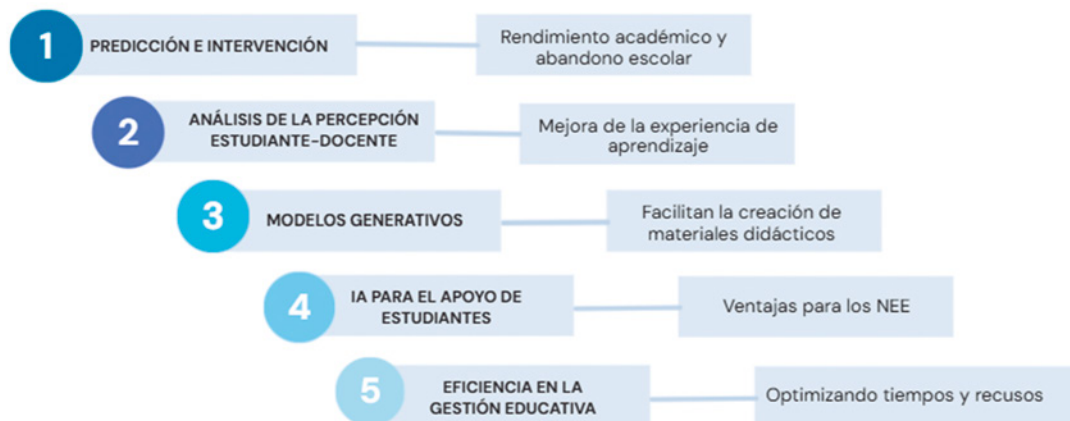 1
PREDICCIÓN E INTERVENCIÓN
Rendimiento académico y
abandono escolar
2
ANÁLISIS DE LA PERCEPCIÓN
ESTUDIANTE-DOCENTE
Mejora de la experiencia de
aprendizaje
3
MODELOS GENERATIVOS
Facilitan la creación de
materiales didácticos
4
IA PARA EL APOYO DE
ESTUDIANTES
Ventajas para los NEE
5
EFICIENCIA EN LA
GESTIÓN EDUCATIVA
Optimizando tiempos y recusos